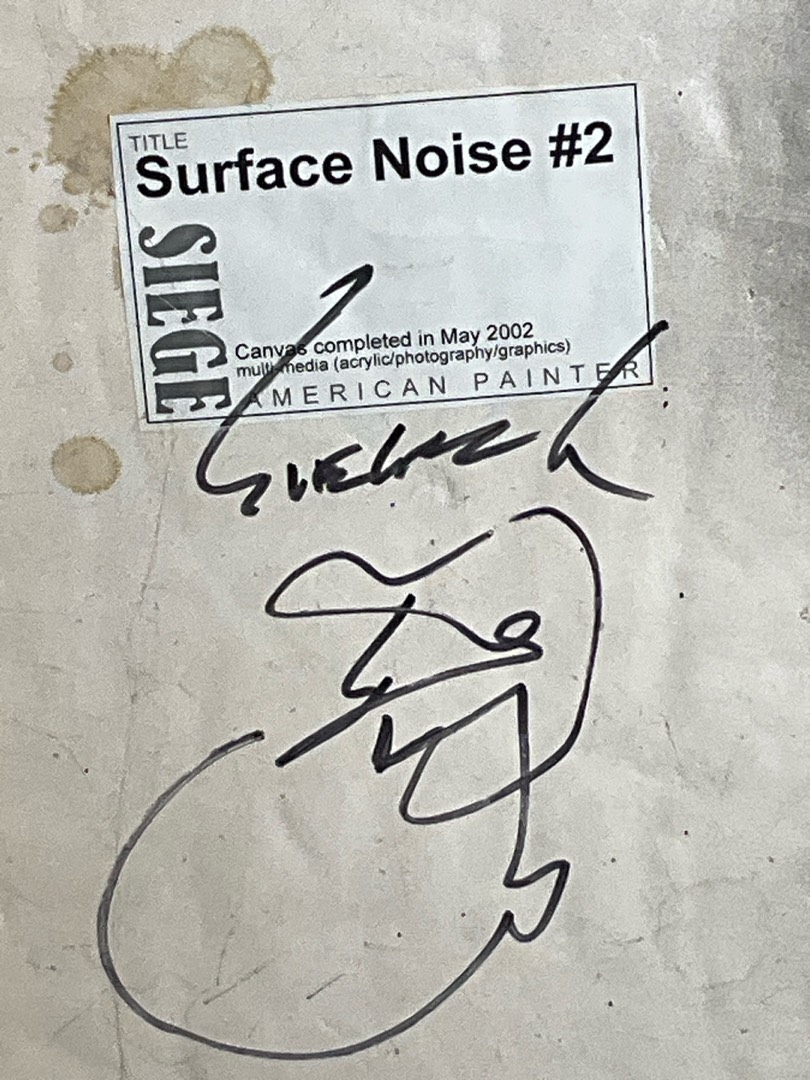 TITLE
Surface Noise #2
SIEGE
Canvas completed in May 2002
multi-media (acrylic/photography/graphics)
AMERICAN PAINTER